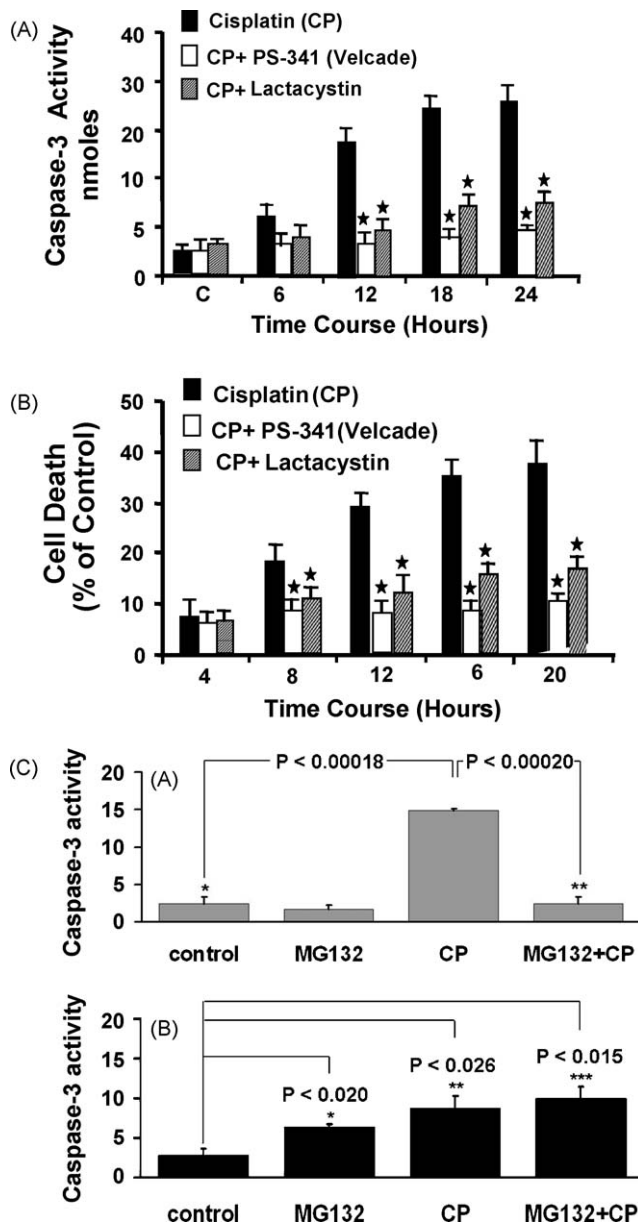 (A)
Cisplatin (CP)
CP+ PS-341 (Velcade)
CP+ Lactacystin
Caspase-3 Activity
nmoles
40
30
20
10
5
0
★ ★ ★ ★ ★ ★
C 6 12 18 24
Time Course (Hours)
(B)
Cisplatin (CP)
CP+ PS-341(Velcade)
CP+ Lactacystin
Cell Death
(% of Control)
50
40
30
20
10
0
★ ★ ★ ★ ★ ★ ★ ★
4 8 12 6 20
Time Course (Hours)
(C)
(A)
P < 0.00018 P < 0.00020
Caspase-3 activity
20
15
10
5
0
* **
control MG132 CP MG132+CP
(B)
Caspase-3 activity
20
15
10
5
0
P < 0.020 P < 0.026 P < 0.015
* ** ***
control MG132 CP MG132+CP